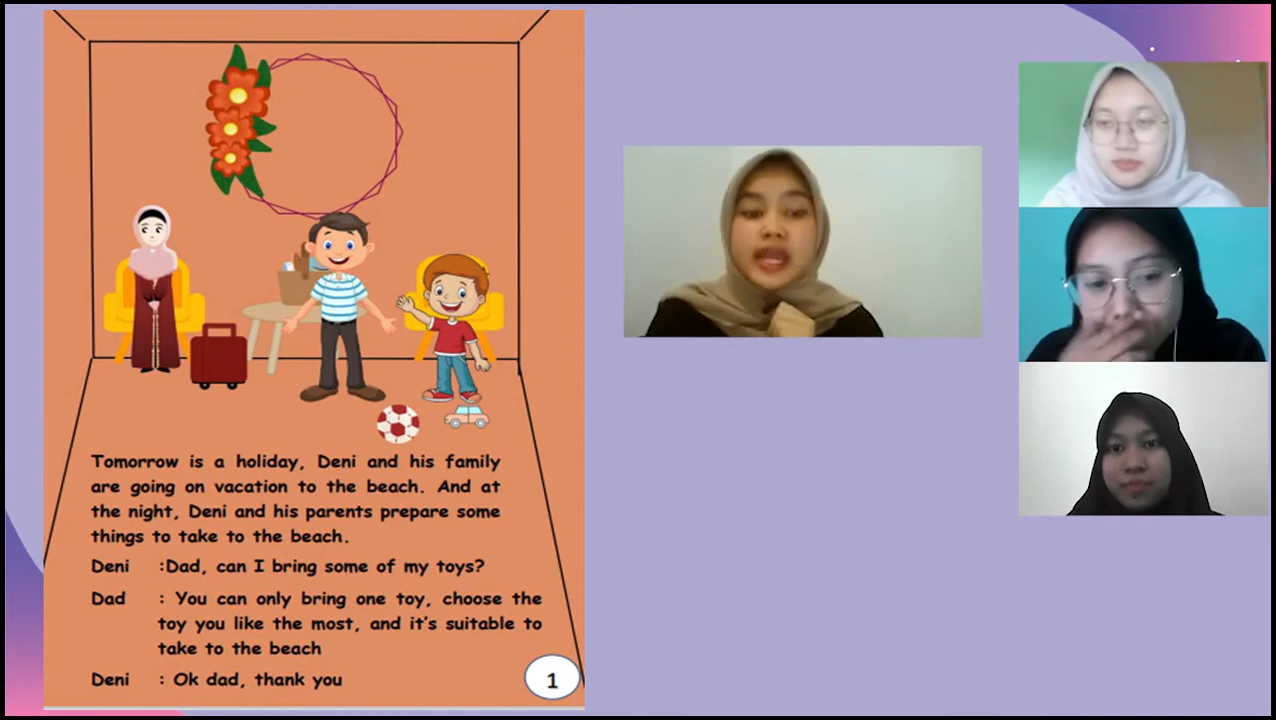 Tomorrow is a holiday, Deni and his family
are going on vacation to the beach. And at
the night, Deni and his parents prepare some
things to take to the beach.
Deni :Dad, can I bring some of my toys?
Dad : You can only bring one toy, choose the
toy you like the most, and it's suitable to
take to the beach
Deni : Ok dad, thank you
1